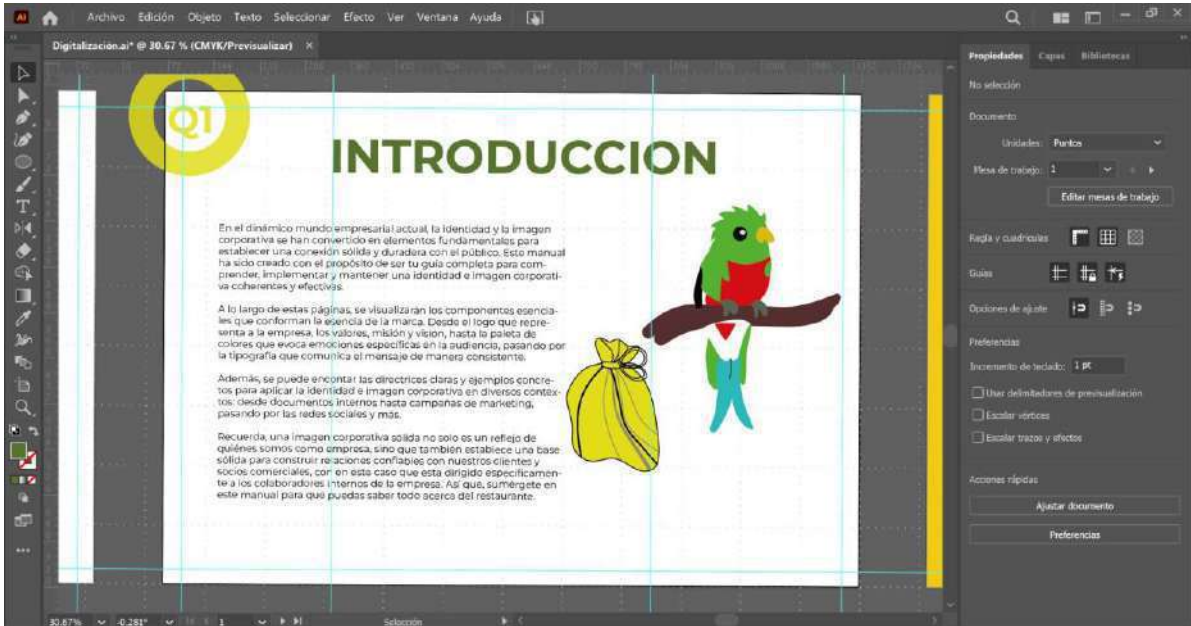 Archivo Edición Objeto Texto Seleccionar Efecto Ver Ventana Ayuda
Digitalización.ai* @ 30.67 % (CMYK/Previsualizar) ×
Q1
INTRODUCCION
En el dinámico mundo empresarial actual, la identidad y la imagen
corporativa se han convertido en elementos fundamentales para
establecer una conexión sólida y duradera con el público. Este manual
ha sido creado con el propósito de ser tu guía completa para com-
prender, implementar y mantener una identidad e imagen corporati-
va coherentes y efectivas.
A lo largo de estas páginas, se visualizarán los componentes esencia-
les que conforman la esencia de la marca. Desde el logo que repre-
senta a la empresa, los valores, misión y vision, hasta la paleta de
colores que evoca emociones específicas en la audiencia, pasando por
la tipografía que comunica el mensaje de manera consistente.
Además, se puede encontar las directrices claras y ejemplos concre-
tos para aplicar la identidad e imagen corporativa en diversos contex-
tos: desde documentos internos hasta campañas de marketing,
pasando por las redes sociales y más.
Recuerda, una imagen corporativa sólida no solo es un reflejo de
quiénes somos como empresa, sino que también establece una base
sólida para construir relaciones confiables con nuestros clientes y
socios comerciales, con en este caso que esta dirigido específicamen-
te a los colaboradores internos de la empresa. Así que, sumérgete en
este manual para que puedas saber todo acerca del restaurante.
Propiedades Capas Bibliotecas
No selección
Documento
Unidades: Puntos
Mesa de trabajo: 1
Editar mesas de trabajo
Regla y cuadrículas
Guías
Opciones de ajuste
Preferencias
Incremento de teclado: 1 pt
Usar delimitadores de previsualización
Escalar vértices
Escalar trazos y efectos
Acciones rápidas
Ajustar documento
Preferencias
30.67% -0.281° 1 Selección